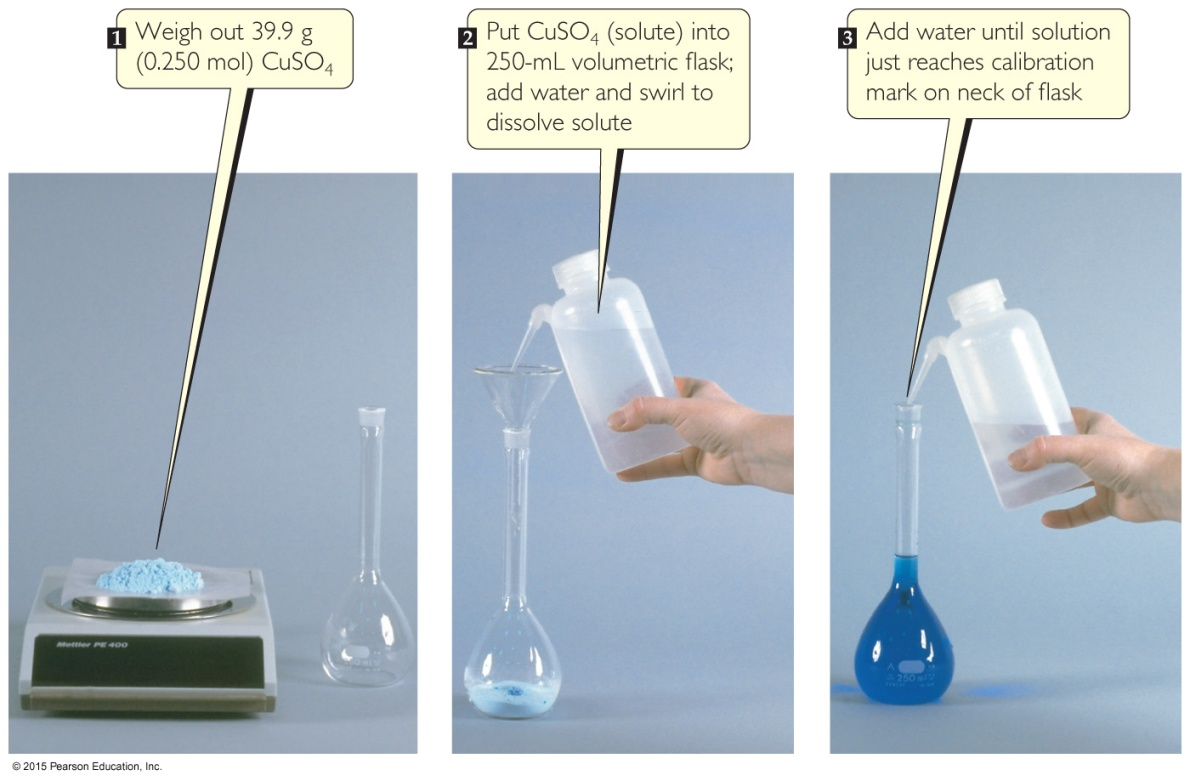 1 Weigh out 39.9 g
(0.250 mol) CuSO₄
2 Put CuSO₄ (solute) into
250-mL volumetric flask;
add water and swirl to
dissolve solute
3 Add water until solution
just reaches calibration
mark on neck of flask
Mettler PE 400
A
250 ml
© 2015 Pearson Education, Inc.